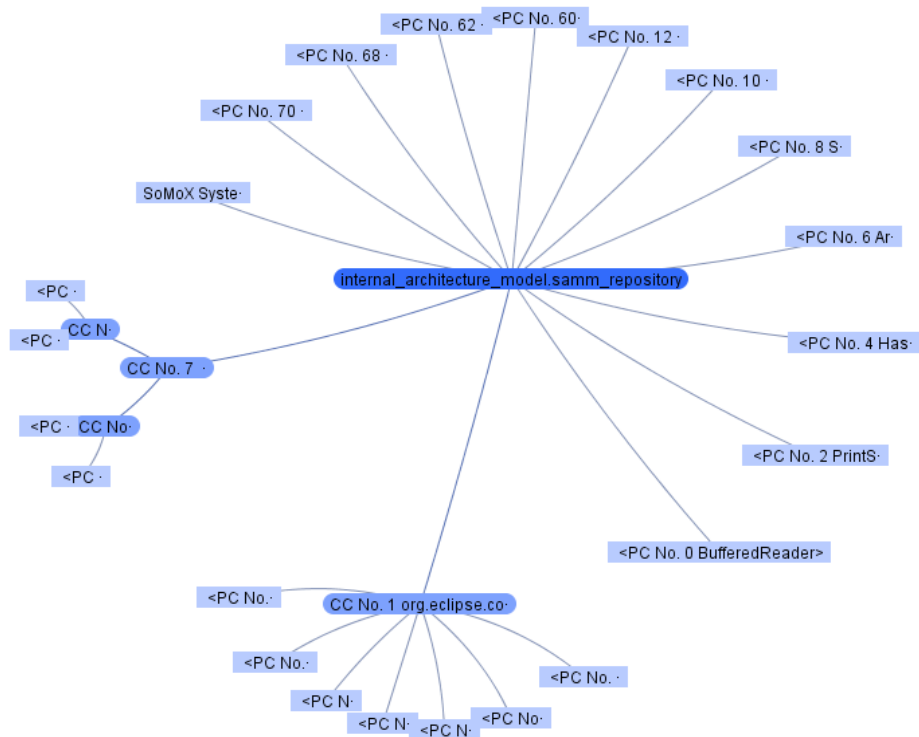 <PC No. 62 ·
<PC No. 60·
<PC No. 12 ·
<PC No. 68 ·
<PC No. 10 ·
<PC No. 70 ·
<PC No. 8 S·
SoMoX Syste·
<PC No. 6 Ar·
internal_architecture_model.samm_repository
<PC ·
CC N·
<PC ·
<PC No. 4 Has·
CC No. 7 ·
<PC ·
CC No·
<PC No. 2 PrintS·
<PC ·
<PC No. 0 BufferedReader>
<PC No.·
CC No. 1 org.eclipse.co·
<PC No.·
<PC No. ·
<PC N·
<PC No·
<PC N·
<PC N·